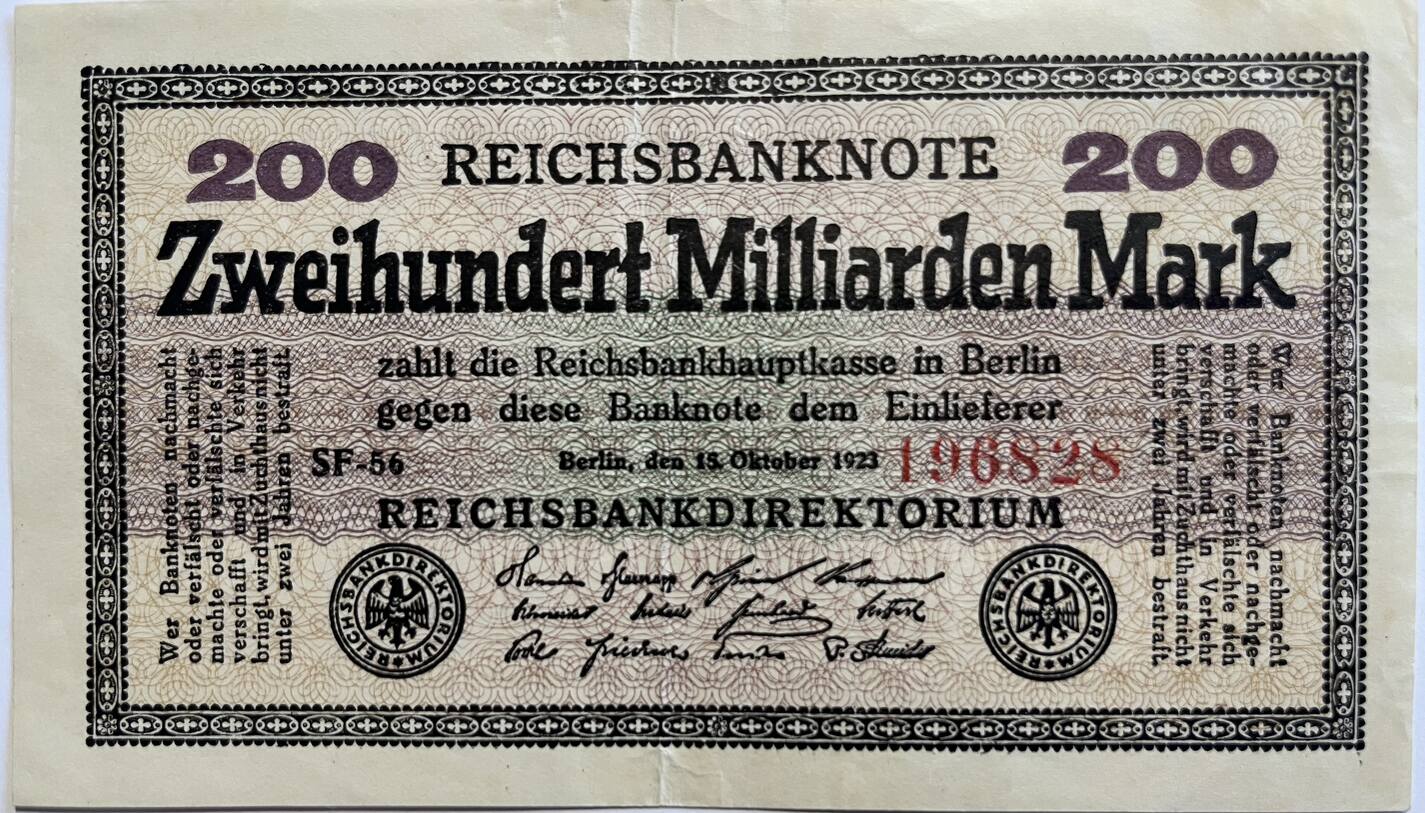 200 REICHSBANKNOTE 200
Zweihundert Milliarden Mark
zahlt die Reichsbankhauptkasse in Berlin
gegen diese Banknote dem Einlieferer
SF-56 Berlin, den 15. Oktober 1923 196828
REICHSBANKDIREKTORIUM
Wer Banknoten nachmacht
oder verfälscht oder nachge-
machte oder verfälschte sich
verschafft und in Verkehr
bringt, wird mit Zuchthaus nicht
unter zwei Jahren bestraft.
Wer Banknoten nachmacht
oder verfälscht oder nachge-
machte oder verfälschte sich
verschafft und in Verkehr
bringt, wird mit Zuchthaus nicht
unter zwei Jahren bestraft.
REICHSBANKDIREKTORIUM
REICHSBANKDIREKTORIUM